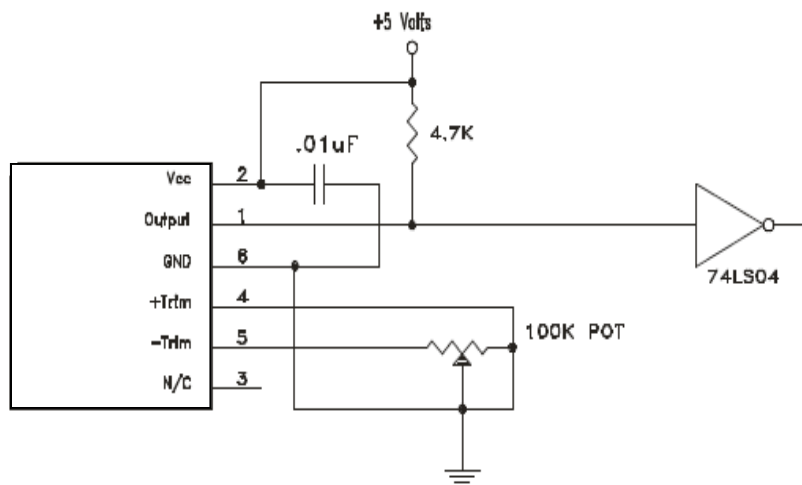 +5 Volts
4.7K
.01uF
Vcc 2
Output 1
GND 6
+Trim 4
-Trim 5
N/C 3
100K POT
74LS04